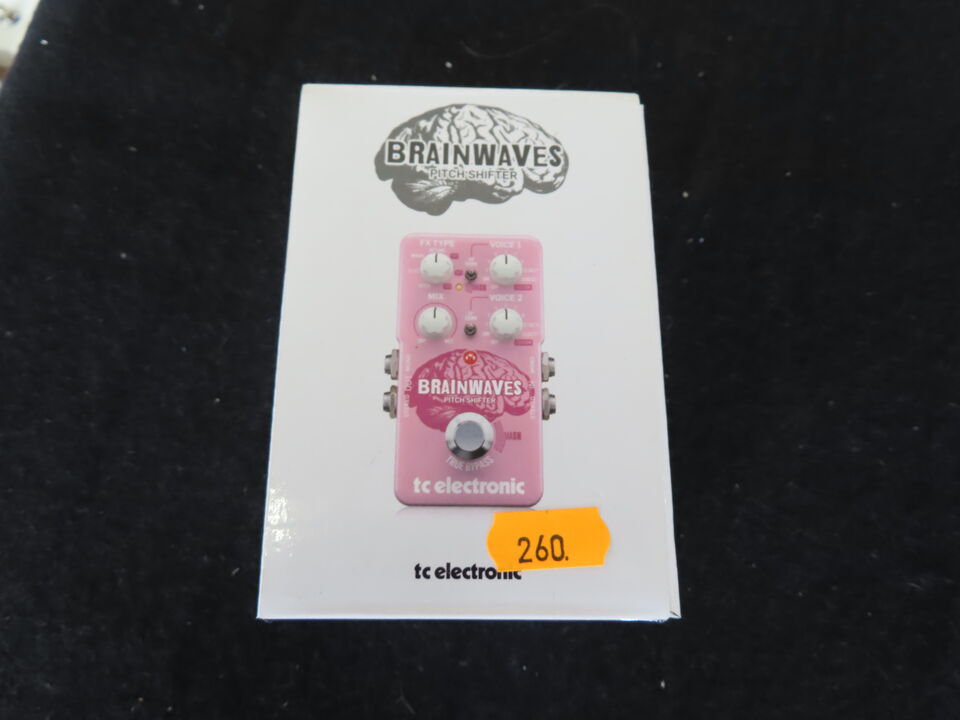 BRAINWAVES
PITCH SHIFTER
FX TYPE
VOICE 1
MIX
VOICE 2
BRAINWAVES
PITCH SHIFTER
MASH
TRUE BYPASS
tc electronic
260.
tc electronic